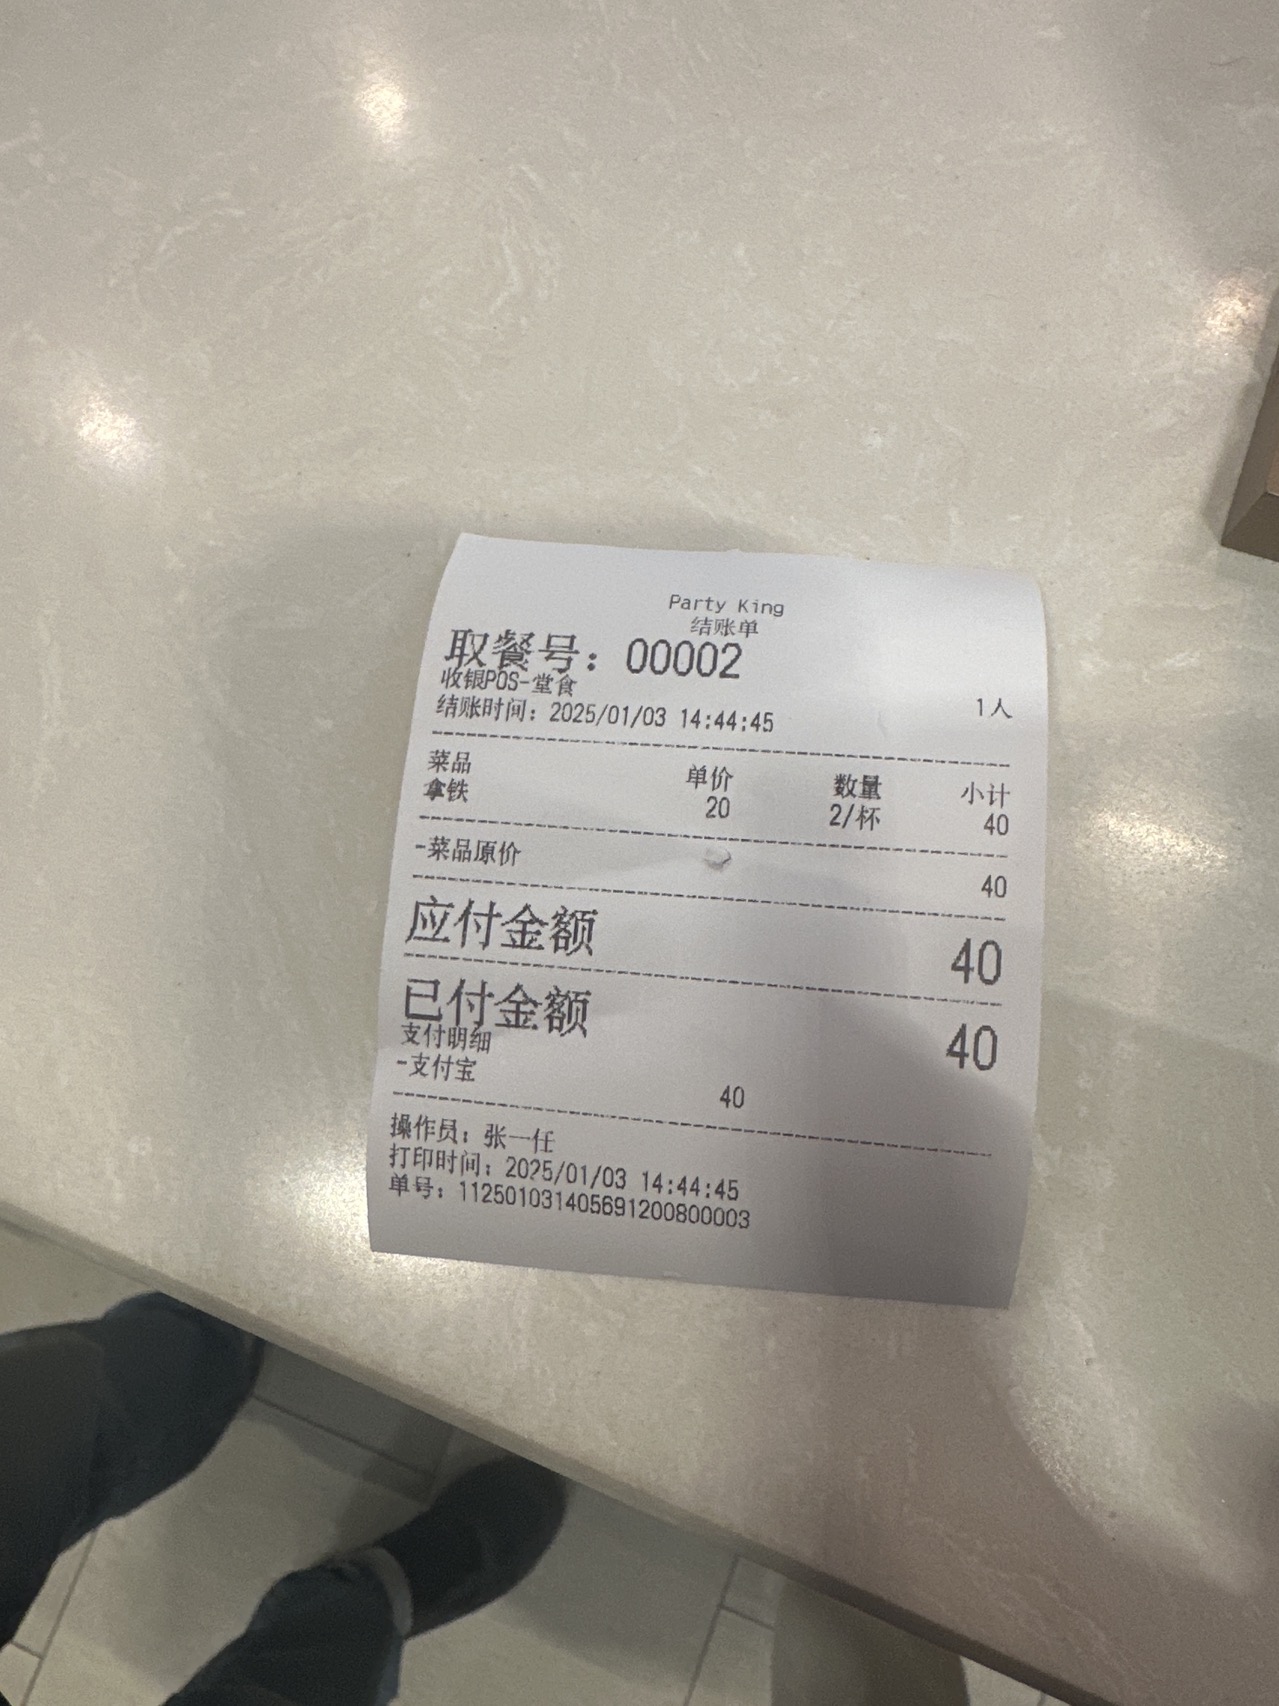 Party King
结账单
取餐号：00002
收银POS-堂食 1人
结账时间：2025/01/03 14:44:45
菜品 单价 数量 小计
拿铁 20 2/杯 40
-菜品原价 40
应付金额 40
已付金额 40
支付明细
-支付宝 40
操作员：张一任
打印时间：2025/01/03 14:44:45
单号：1125010314056912008​00003